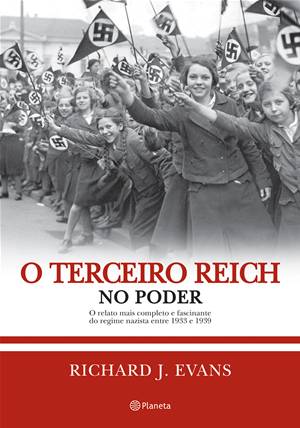 O TERCEIRO REICH
NO PODER
O relato mais completo e fascinante
do regime nazista entre 1933 e 1939
RICHARD J. EVANS
Planeta